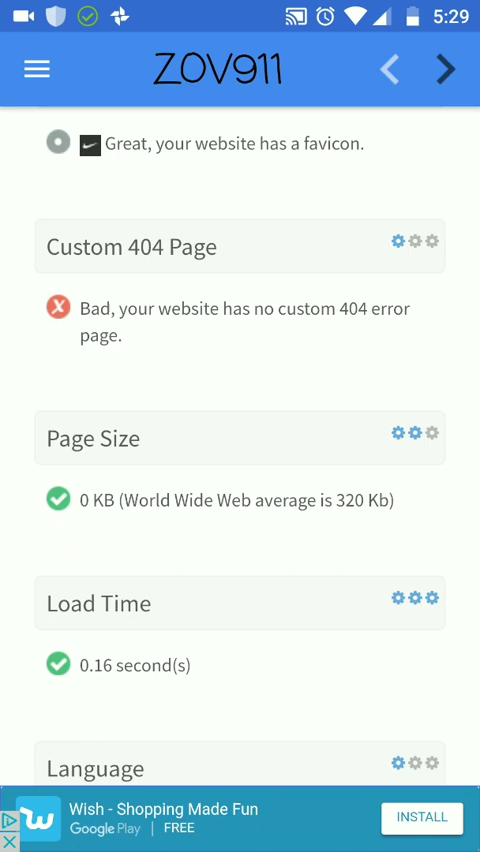 5:29
ZOV911
Great, your website has a favicon.
Custom 404 Page
Bad, your website has no custom 404 error
page.
Page Size
0 KB (World Wide Web average is 320 Kb)
Load Time
0.16 second(s)
Language
Wish - Shopping Made Fun
Google Play | FREE
INSTALL